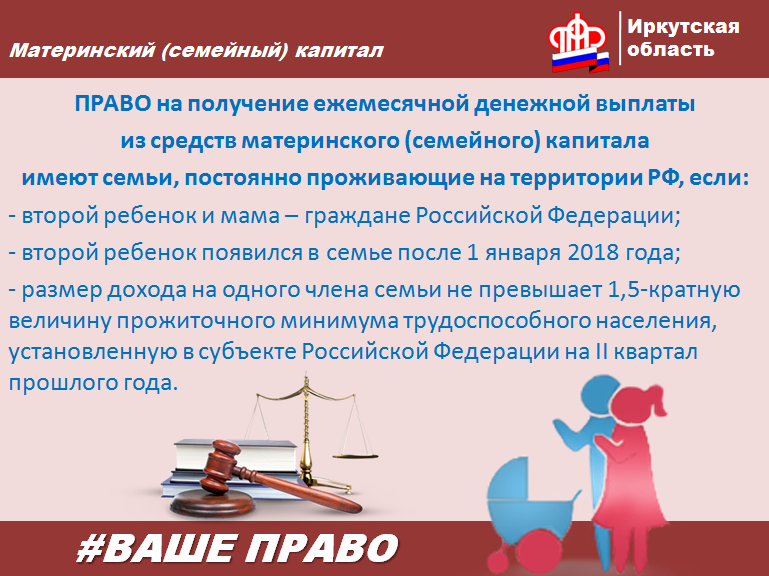 Материнский (семейный) капитал
Иркутская
область
ПРАВО на получение ежемесячной денежной выплаты
из средств материнского (семейного) капитала
имеют семьи, постоянно проживающие на территории РФ, если:
- второй ребенок и мама – граждане Российской Федерации;
- второй ребенок появился в семье после 1 января 2018 года;
- размер дохода на одного члена семьи не превышает 1,5-кратную
величину прожиточного минимума трудоспособного населения,
установленную в субъекте Российской Федерации на II квартал
прошлого года.
#ВАШЕ ПРАВО